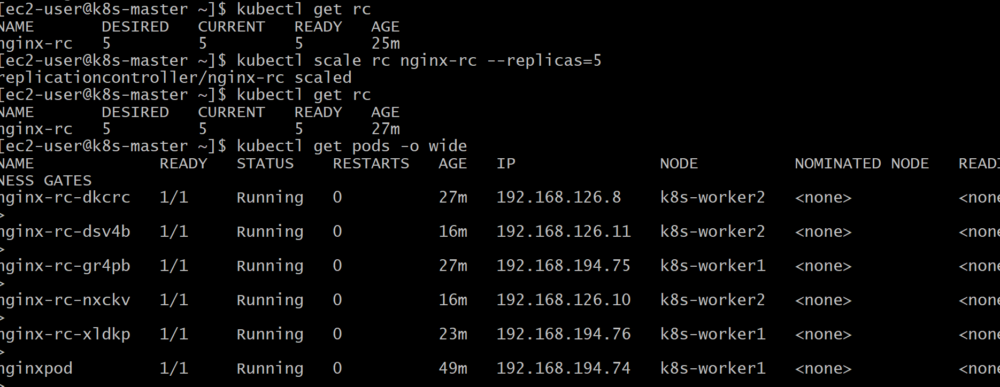 [ec2-user@k8s-master ~]$ kubectl get rc
NAME       DESIRED   CURRENT   READY   AGE
nginx-rc   5         5         5       25m
[ec2-user@k8s-master ~]$ kubectl scale rc nginx-rc --replicas=5
replicationcontroller/nginx-rc scaled
[ec2-user@k8s-master ~]$ kubectl get rc
NAME       DESIRED   CURRENT   READY   AGE
nginx-rc   5         5         5       27m
[ec2-user@k8s-master ~]$ kubectl get pods -o wide
NAME             READY   STATUS    RESTARTS   AGE   IP               NODE          NOMINATED NODE   READI
NESS GATES
nginx-rc-dkcrc   1/1     Running   0          27m   192.168.126.8    k8s-worker2   <none>           <none
>
nginx-rc-dsv4b   1/1     Running   0          16m   192.168.126.11   k8s-worker2   <none>           <none
>
nginx-rc-gr4pb   1/1     Running   0          27m   192.168.194.75   k8s-worker1   <none>           <none
>
nginx-rc-nxckv   1/1     Running   0          16m   192.168.126.10   k8s-worker2   <none>           <none
>
nginx-rc-xldkp   1/1     Running   0          23m   192.168.194.76   k8s-worker1   <none>           <none
>
nginxpod         1/1     Running   0          49m   192.168.194.74   k8s-worker1   <none>           <none
>